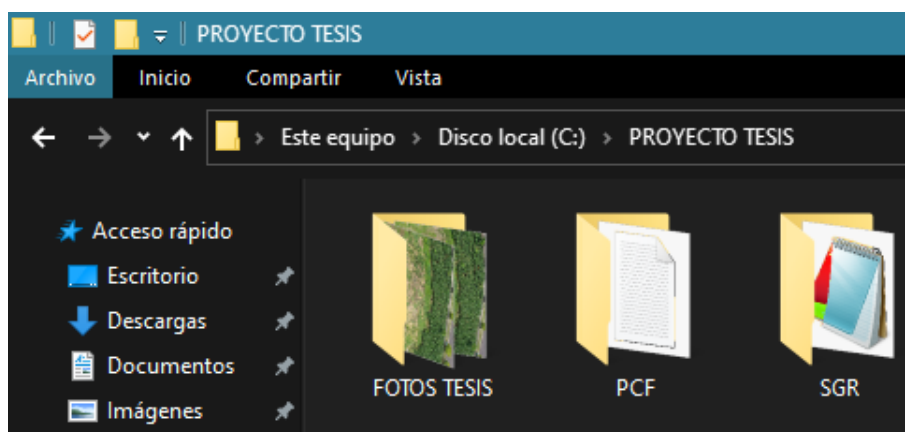 PROYECTO TESIS
Archivo Inicio Compartir Vista
Este equipo > Disco local (C:) > PROYECTO TESIS
Acceso rápido
Escritorio
Descargas
Documentos
Imágenes
FOTOS TESIS PCF SGR